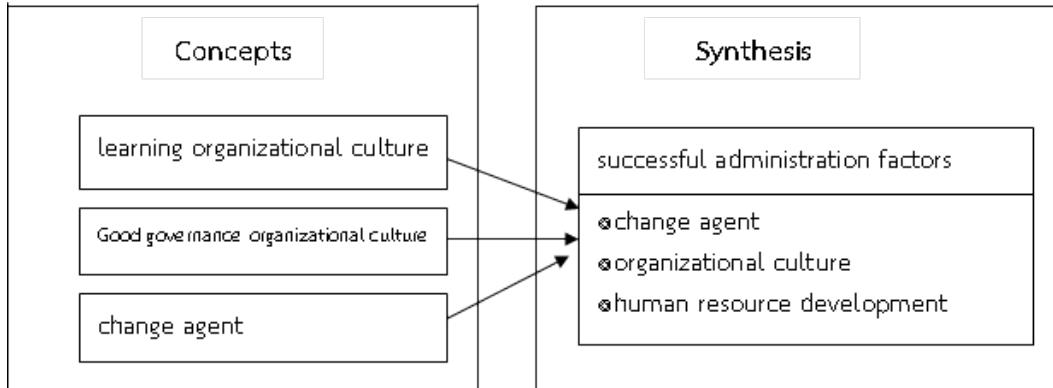 Concepts
learning organizational culture
Good governance organizational culture
change agent
Synthesis
successful administration factors
change agent
organizational culture
human resource development